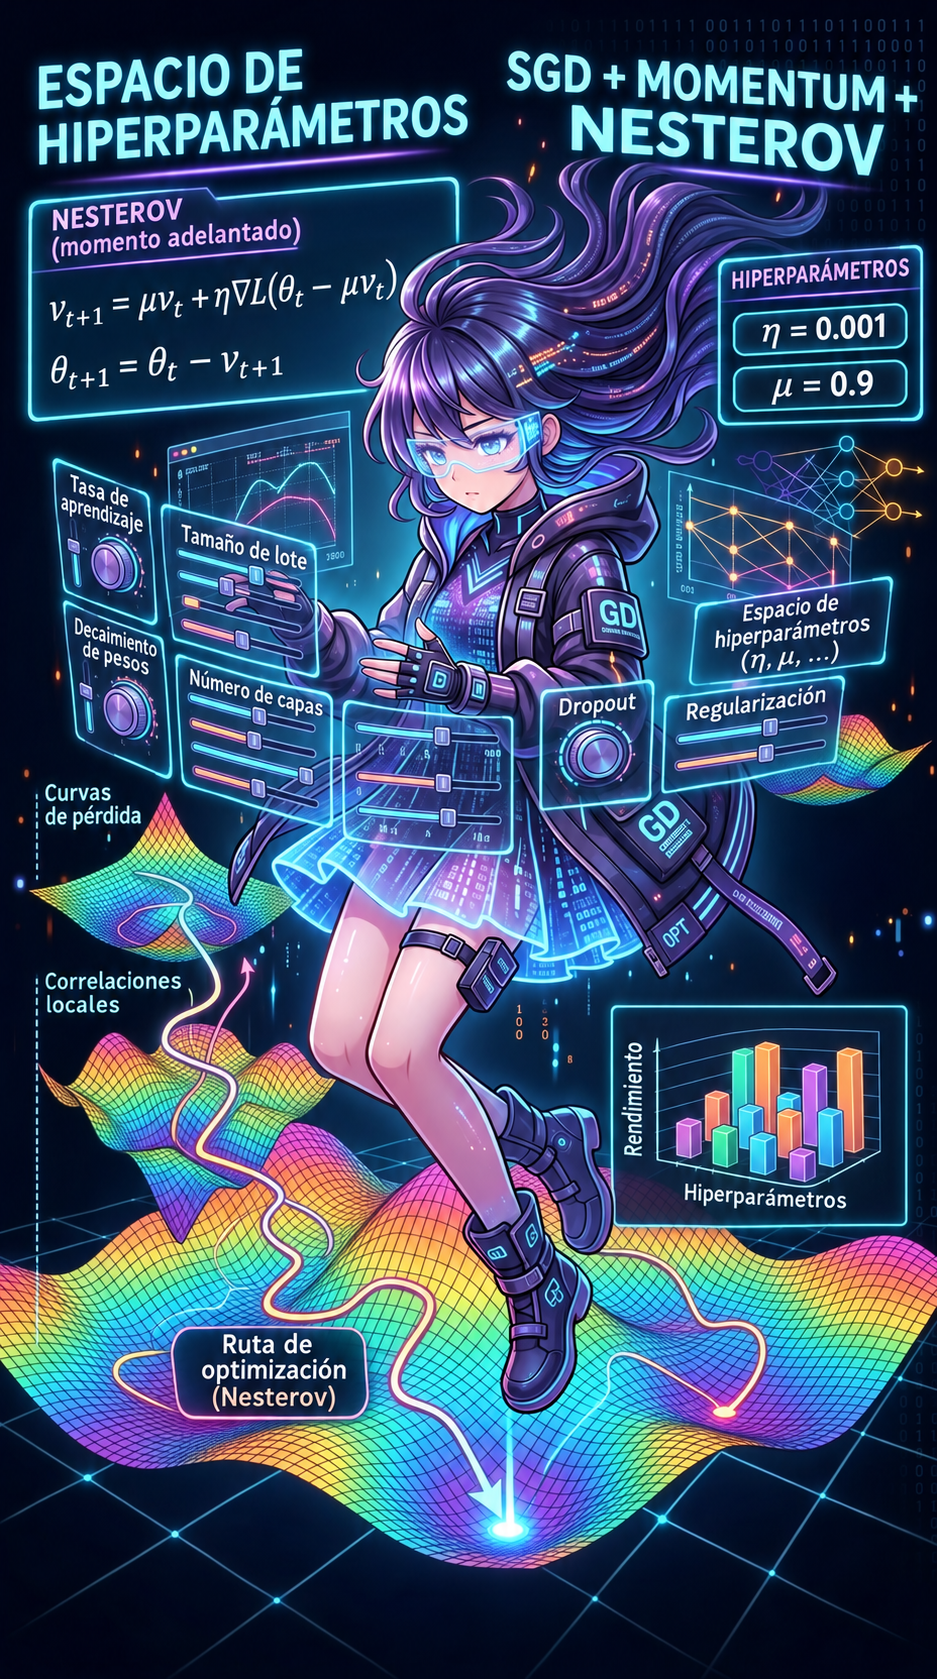 ESPACIO DE
HIPERPARÁMETROS
SGD + MOMENTUM +
NESTEROV
NESTEROV
(momento adelantado)
v_{t+1} = μv_t + η∇L(θ_t − μv_t)
θ_{t+1} = θ_t − v_{t+1}
HIPERPARÁMETROS
η = 0.001
μ = 0.9
Tasa de
aprendizaje
Tamaño de lote
Decaimiento
de pesos
Número de capas
GD
Espacio de
hiperparámetros
(η, μ, ...)
Dropout
Regularización
Curvas
de pérdida
GD
OPT
Correlaciones
locales
Rendimiento
Hiperparámetros
Ruta de
optimización
(Nesterov)